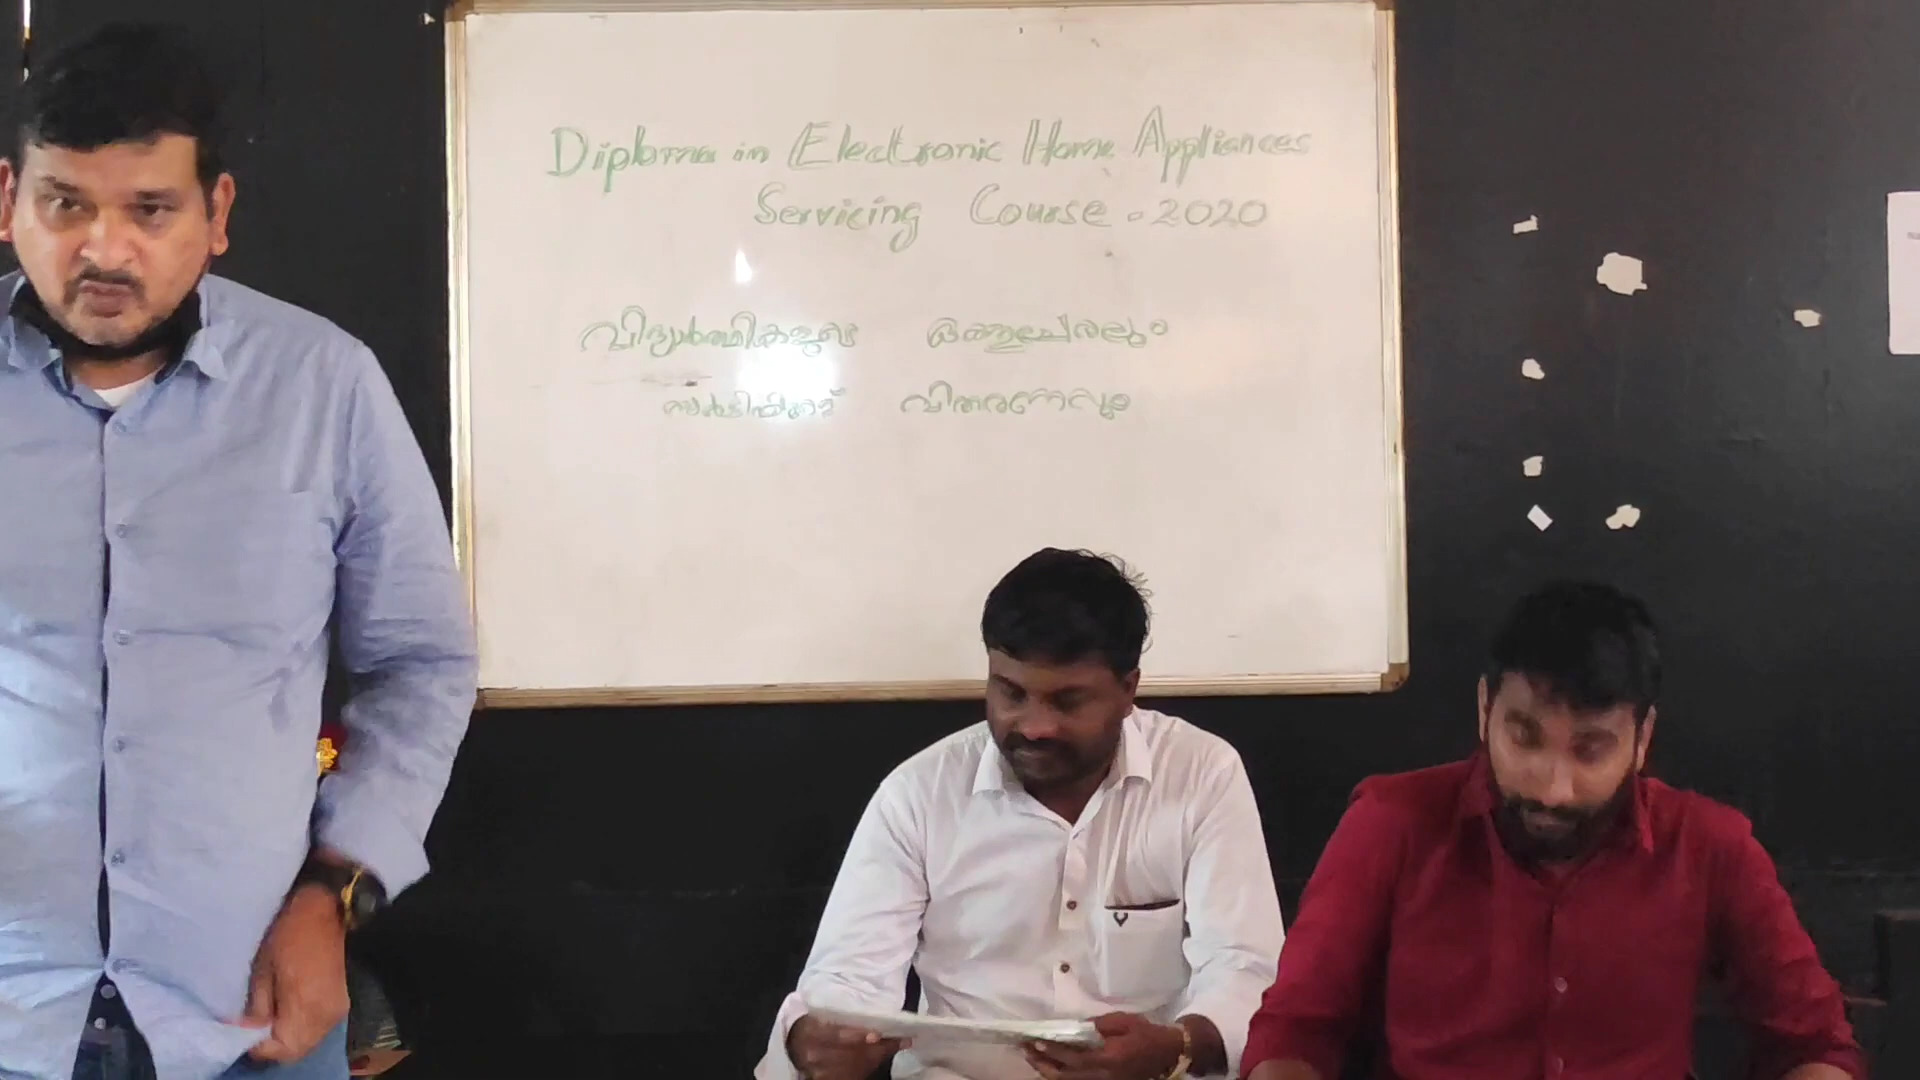 Diploma in Electronic Home Appliances
Servicing Course - 2020
വിദ്യാർത്ഥികളുടെ ഒത്തുചേരലും
സർട്ടിഫിക്കറ്റ് വിതരണവും